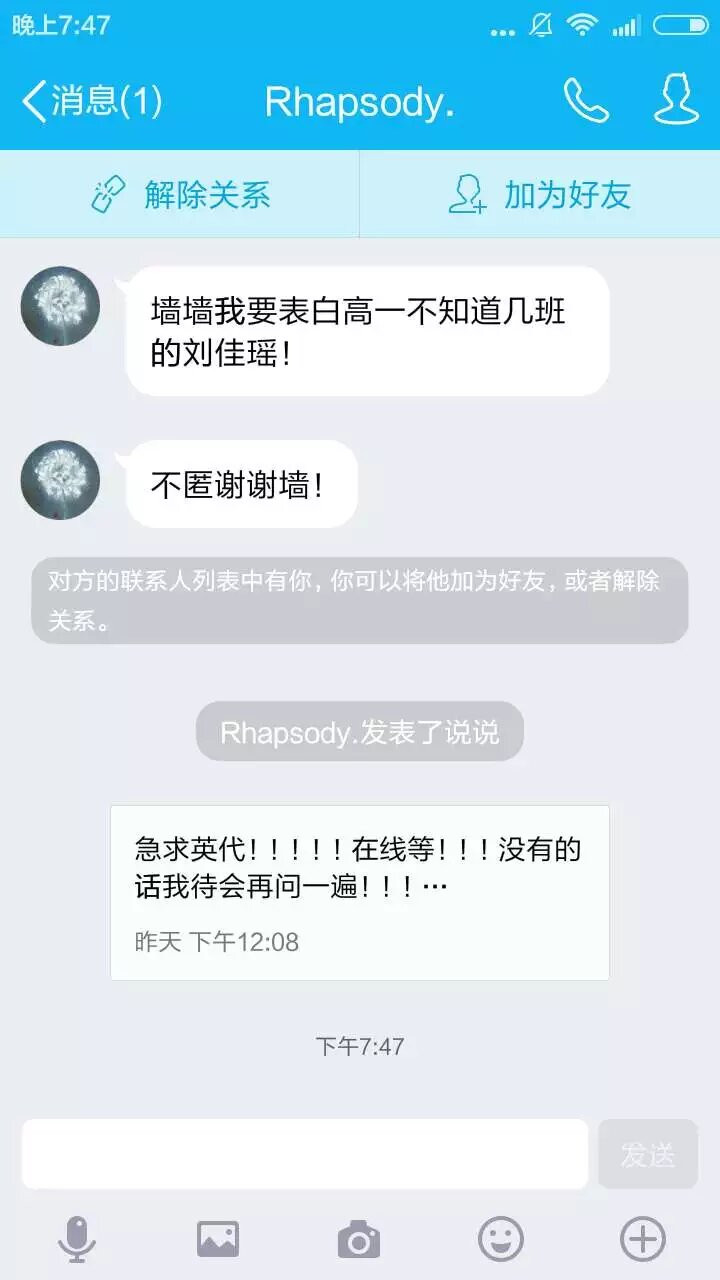 晚上7:47
消息(1)
Rhapsody.
解除关系
加为好友
墙墙我要表白高一不知道几班
的刘佳瑶！
不匿谢谢墙！
对方的联系人列表中有你，你可以将他加为好友，或者解除
关系。
Rhapsody.发表了说说
急求英代！！！！！在线等！！！没有的
话我待会再问一遍！！！…
昨天 下午12:08
下午7:47
发送